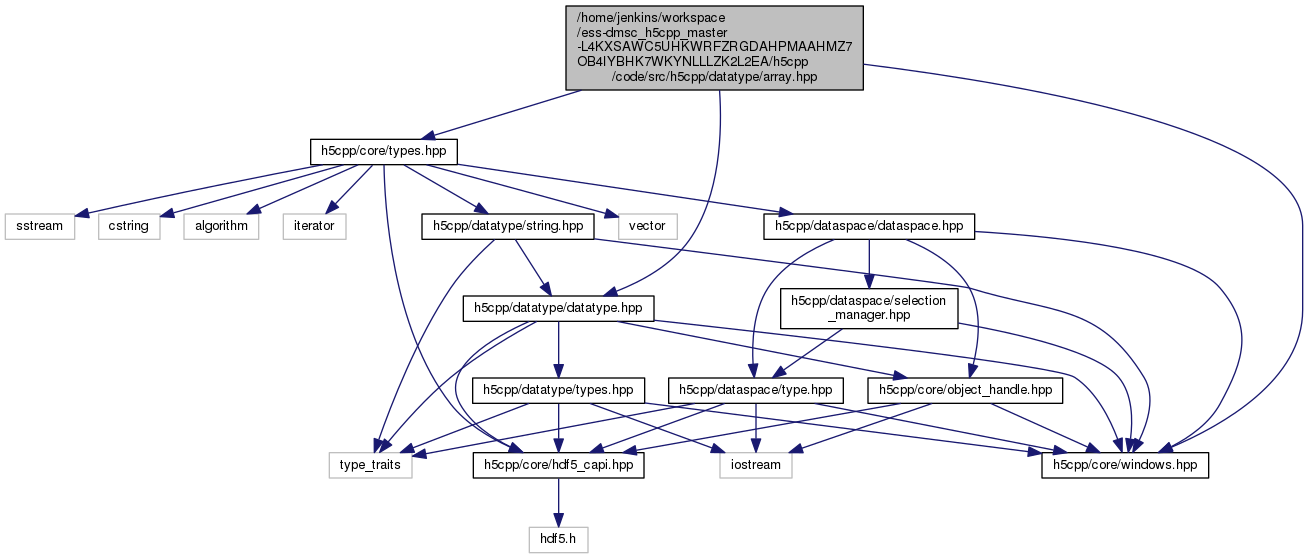 /home/jenkins/workspace
/ess-dmsc_h5cpp_master
-L4KXSAWC5UHKWRFZRGDAHPMAAHMZ7
OB4IYBHK7WKYNLLLZK2L2EA/h5cpp
/code/src/h5cpp/datatype/array.hpp
h5cpp/core/types.hpp
sstream
cstring
algorithm
iterator
h5cpp/datatype/string.hpp
vector
h5cpp/dataspace/dataspace.hpp
h5cpp/datatype/datatype.hpp
h5cpp/dataspace/selection
_manager.hpp
h5cpp/datatype/types.hpp
h5cpp/dataspace/type.hpp
h5cpp/core/object_handle.hpp
type_traits
h5cpp/core/hdf5_capi.hpp
iostream
h5cpp/core/windows.hpp
hdf5.h